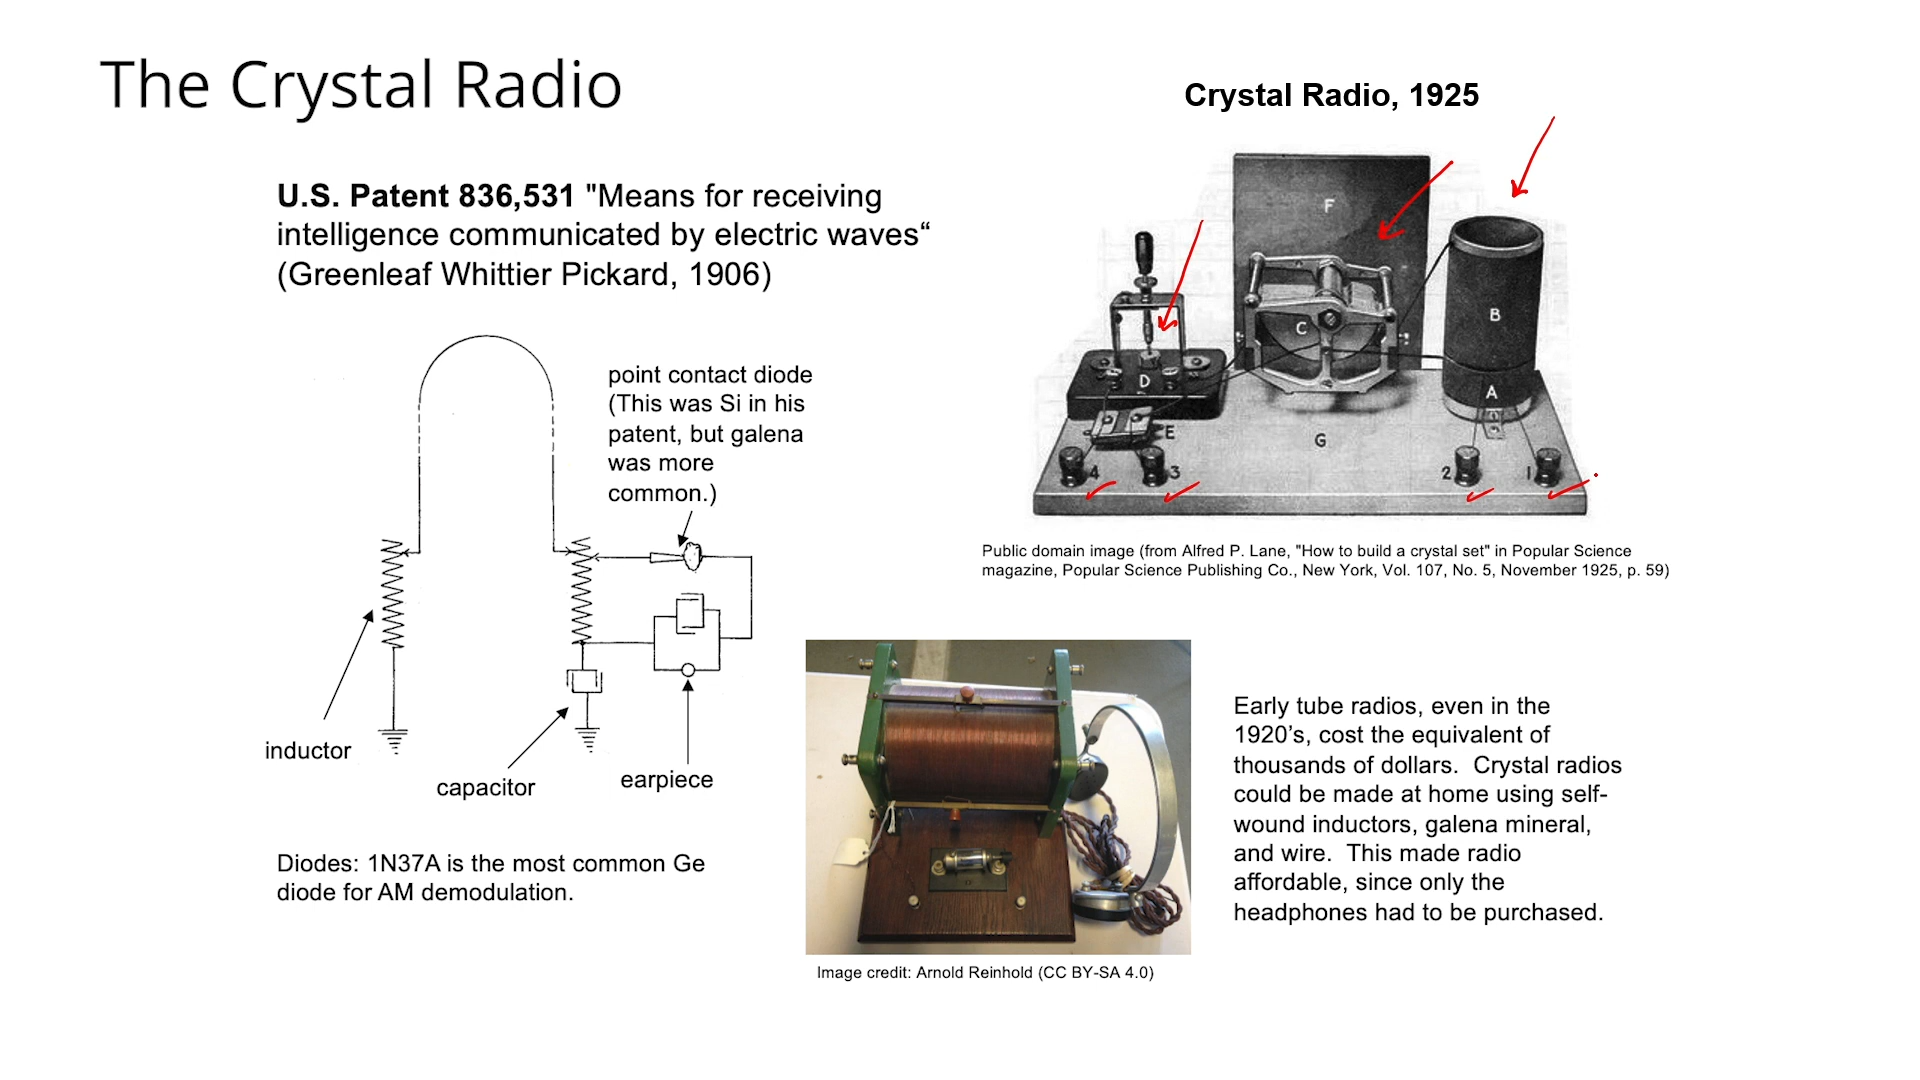 The Crystal Radio
U.S. Patent 836,531 "Means for receiving
intelligence communicated by electric waves“
(Greenleaf Whittier Pickard, 1906)
point contact diode
(This was Si in his
patent, but galena
was more
common.)
inductor
capacitor
earpiece
Diodes: 1N37A is the most common Ge
diode for AM demodulation.
Crystal Radio, 1925
F
B
C
A
D
E
G
4
3
2
1
Public domain image (from Alfred P. Lane, "How to build a crystal set" in Popular Science
magazine, Popular Science Publishing Co., New York, Vol. 107, No. 5, November 1925, p. 59)
Image credit: Arnold Reinhold (CC BY-SA 4.0)
Early tube radios, even in the
1920’s, cost the equivalent of
thousands of dollars.  Crystal radios
could be made at home using self-
wound inductors, galena mineral,
and wire.  This made radio
affordable, since only the
headphones had to be purchased.